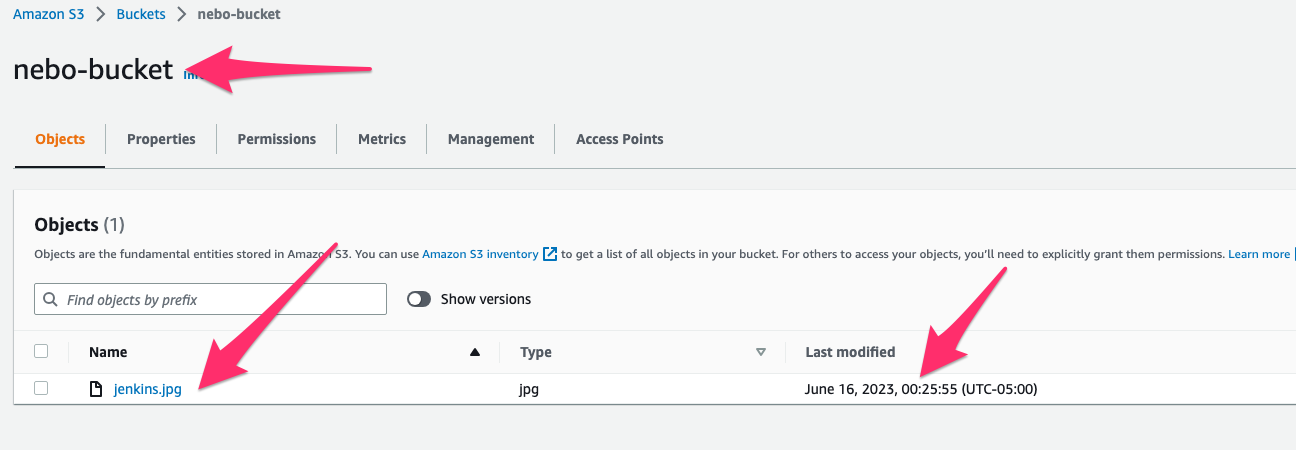 Amazon S3 > Buckets > nebo-bucket
nebo-bucket
Objects Properties Permissions Metrics Management Access Points
Objects (1)
Objects are the fundamental entities stored in Amazon S3. You can use Amazon S3 inventory to get a list of all objects in your bucket. For others to access your objects, you'll need to explicitly grant them permissions. Learn more
Find objects by prefix Show versions
Name Type Last modified
jenkins.jpg jpg June 16, 2023, 00:25:55 (UTC-05:00)